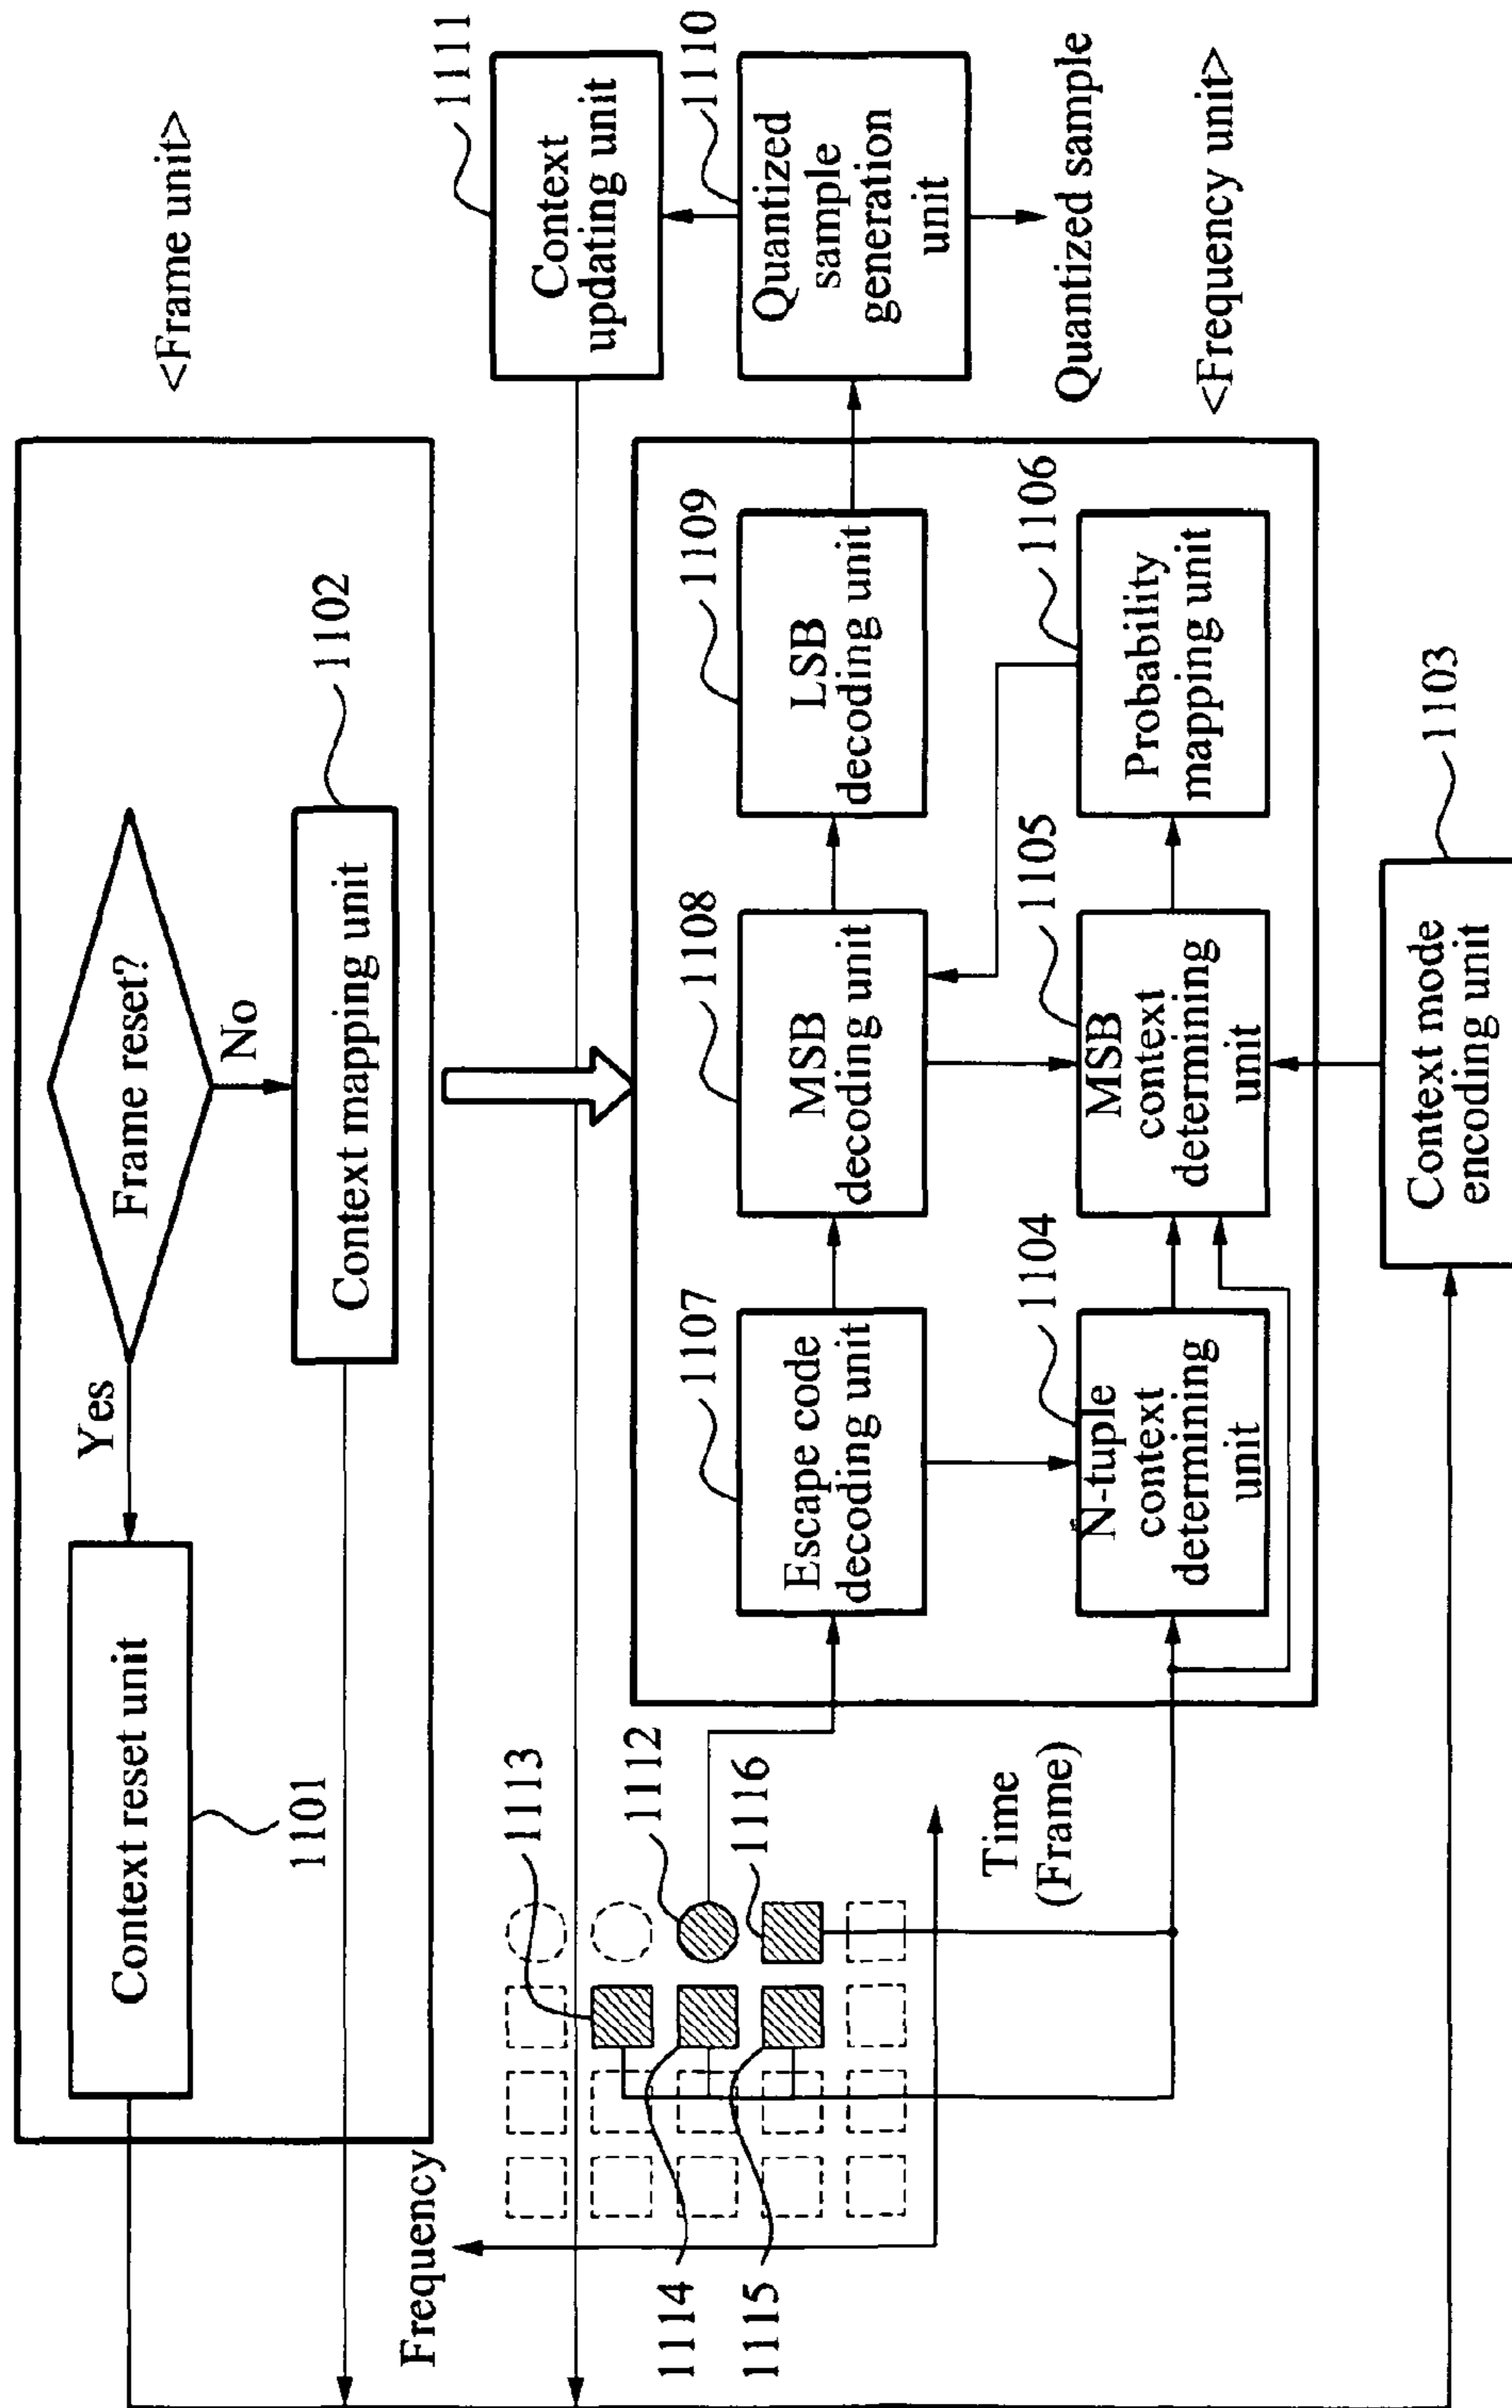 <Frame unit>
Frame reset?
Yes
No
Context reset unit
1101
Context mapping unit
1102
Context
updating unit
1111
Frequency
1113
1112
1116
1114
1115
Time
(Frame)
Escape code
decoding unit
1107
MSB
decoding unit
1108
LSB
decoding unit
1109
Quantized
sample
generation
unit
1110
Quantized sample
N-tuple
context
determining
unit
1104
MSB
context
determining
unit
1105
Probability
mapping unit
1106
<Frequency unit>
Context mode
encoding unit
1103